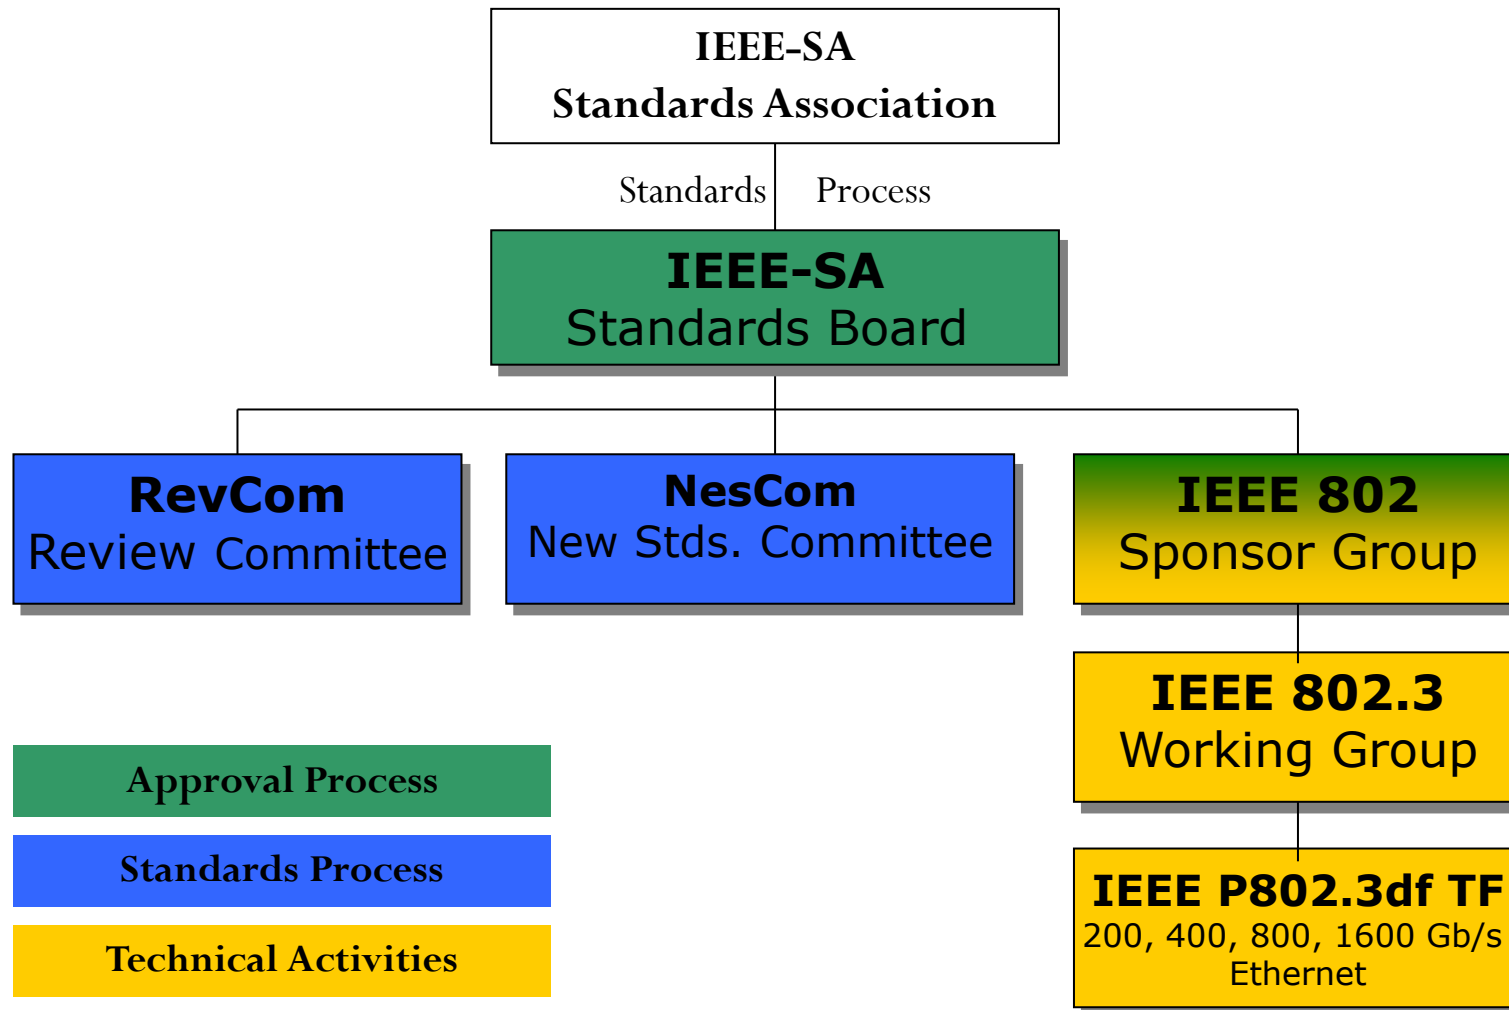 IEEE-SA
Standards Association
Standards Process
IEEE-SA
Standards Board
RevCom
Review Committee
NesCom
New Stds. Committee
IEEE 802
Sponsor Group
IEEE 802.3
Working Group
IEEE P802.3df TF
200, 400, 800, 1600 Gb/s
Ethernet
Approval Process
Standards Process
Technical Activities